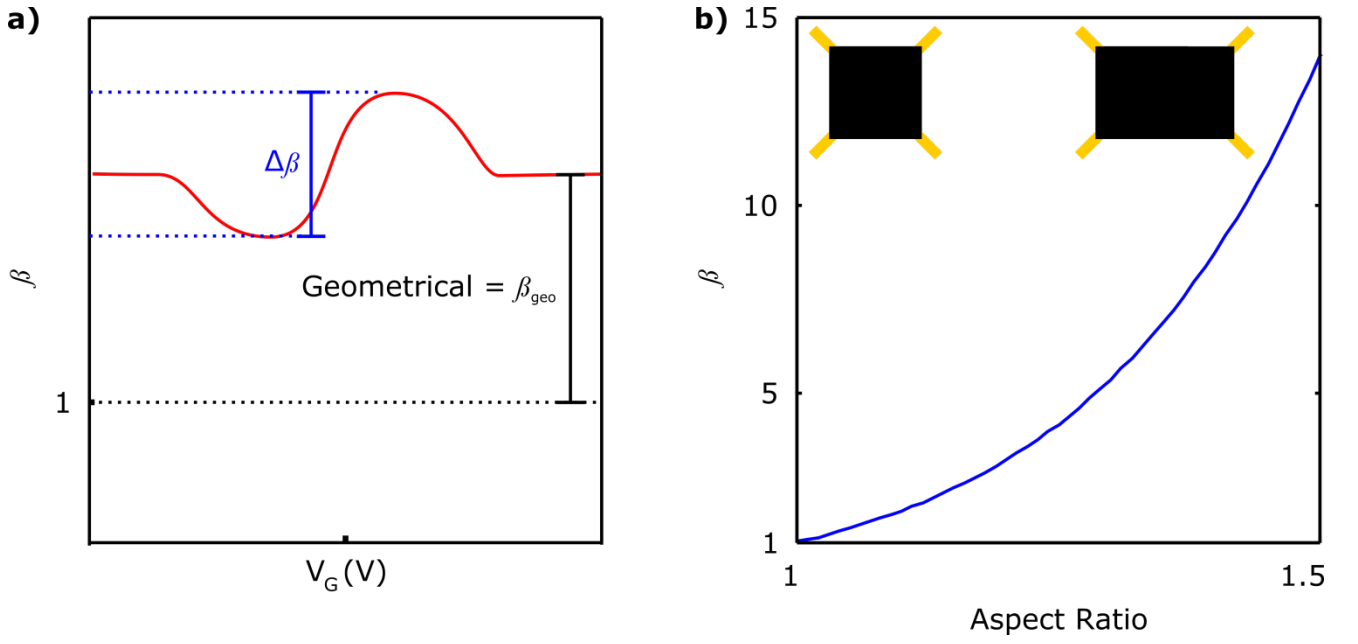 a)
Δβ
β
Geometrical = βgeo
1
VG(V)
b)
15
10
β
5
1
1
1.5
Aspect Ratio